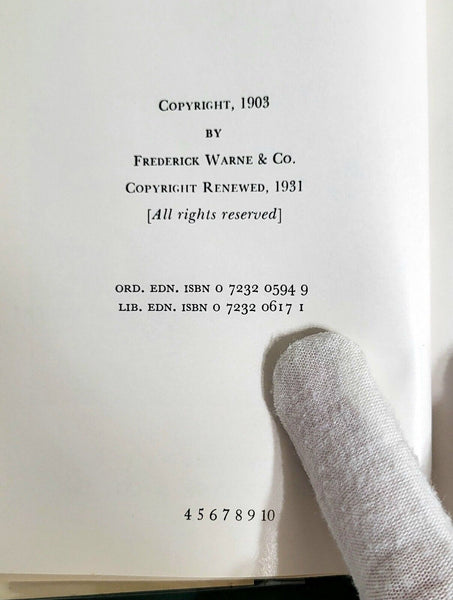 COPYRIGHT, 1903
BY
FREDERICK WARNE & CO.
COPYRIGHT RENEWED, 1931
[All rights reserved]
ORD. EDN. ISBN 0 7232 0594 9
LIB. EDN. ISBN 0 7232 0617 1
4 5 6 7 8 9 10